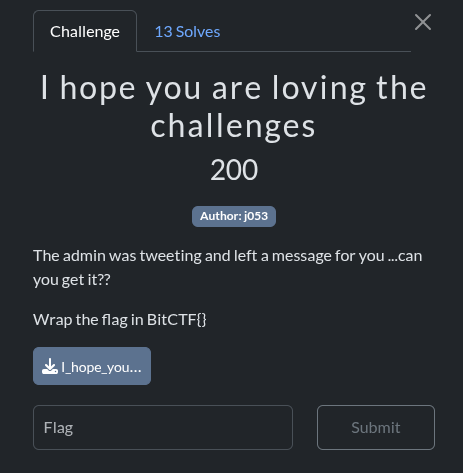 Challenge
13 Solves
I hope you are loving the
challenges
200
Author: j053
The admin was tweeting and left a message for you ...can
you get it??
Wrap the flag in BitCTF{}
I_hope_you...
Flag
Submit